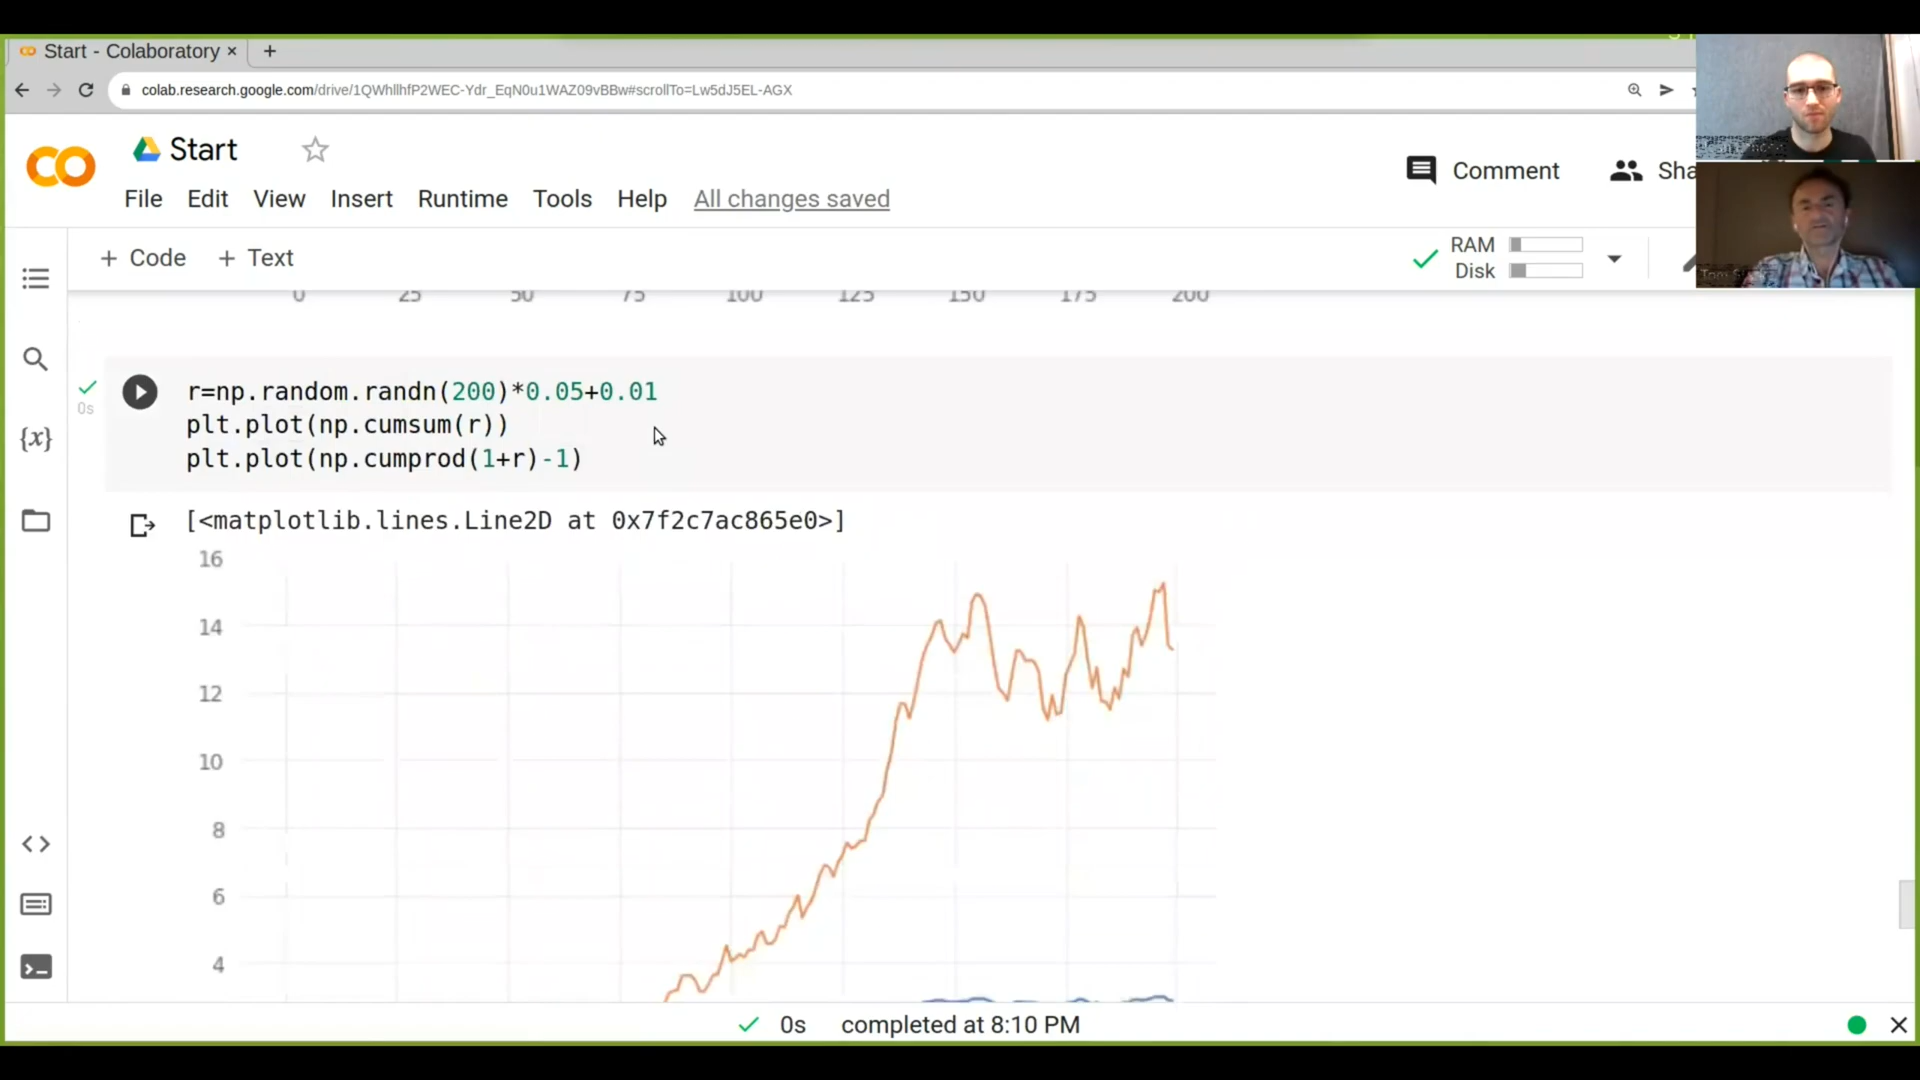 Start - Colaboratory
colab.research.google.com/drive/1QWhllhfP2WEC-Ydr_EqN0u1WAZ09vBBw#scrollTo=Lw5dJ5EL-AGX
Start
Comment
File Edit View Insert Runtime Tools Help All changes saved
+ Code + Text
RAM
Disk
0 25 50 75 100 125 150 175 200
0s
r=np.random.randn(200)*0.05+0.01
plt.plot(np.cumsum(r))
plt.plot(np.cumprod(1+r)-1)
{x}
[<matplotlib.lines.Line2D at 0x7f2c7ac865e0>]
16
14
12
10
8
6
4
0s completed at 8:10 PM